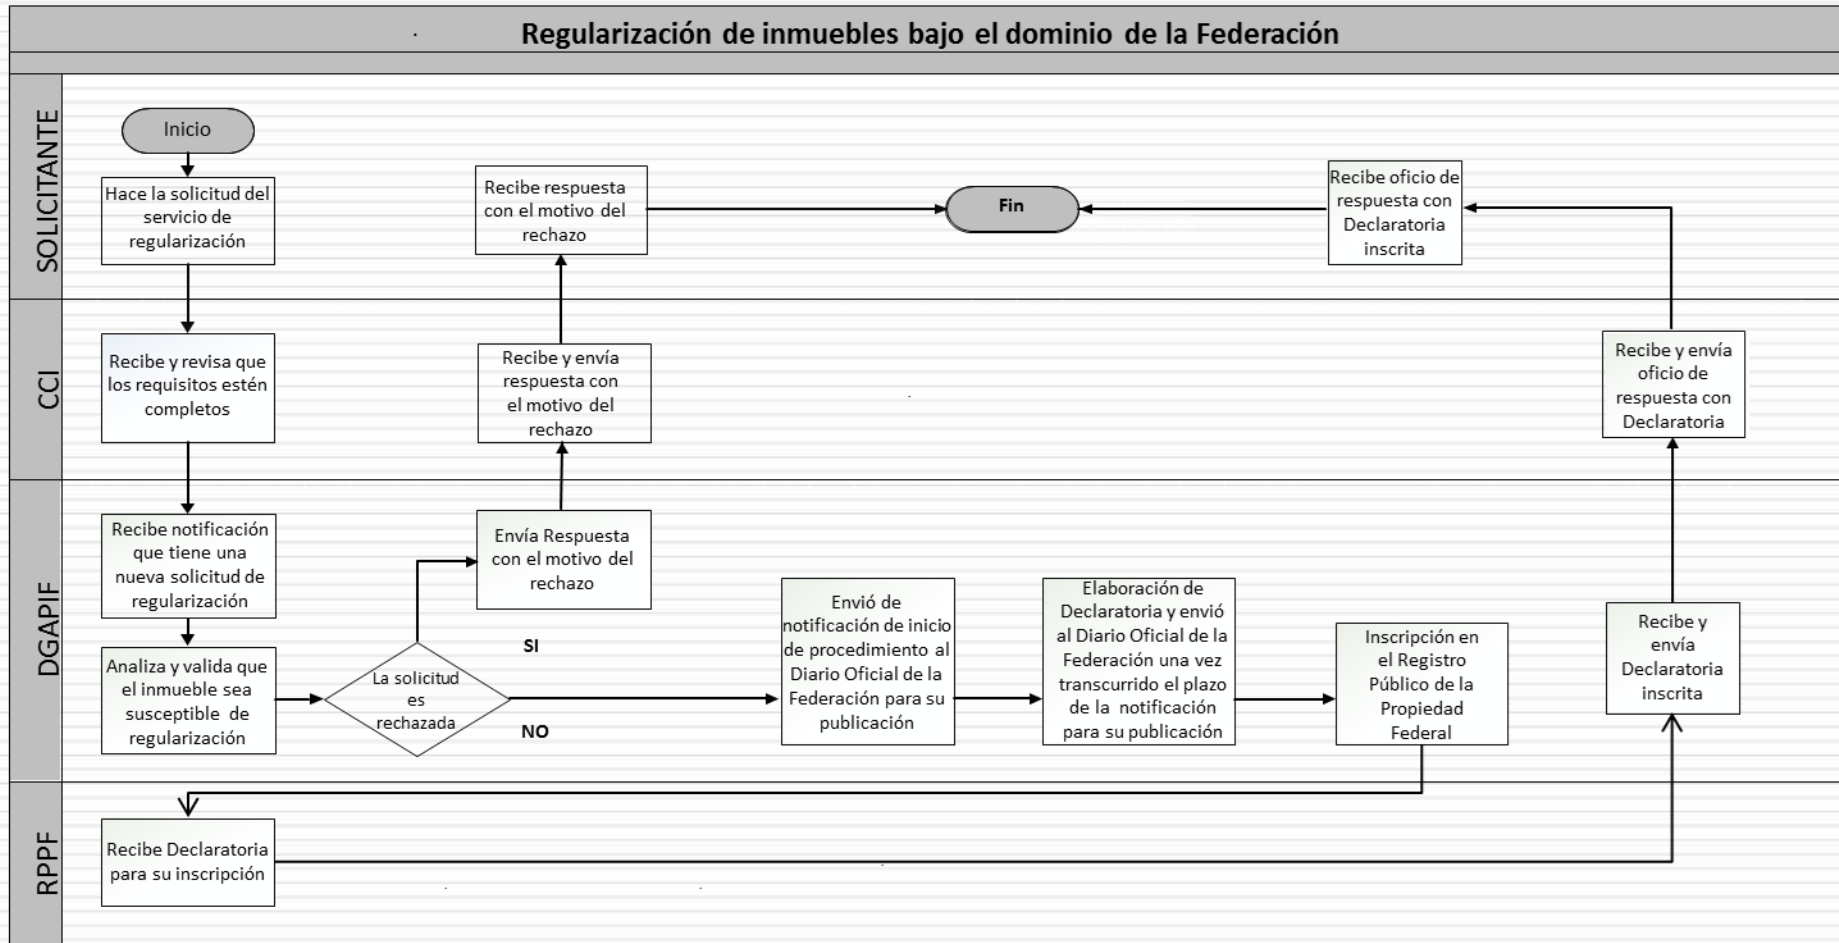 Regularización de inmuebles bajo el dominio de la Federación
SOLICITANTE
Inicio
Hace la solicitud del
servicio de
regularización
Recibe respuesta
con el motivo del
rechazo
Fin
Recibe oficio de
respuesta con
Declaratoria
inscrita
CCI
Recibe y revisa que
los requisitos estén
completos
Recibe y envía
respuesta con
el motivo del
rechazo
Recibe y envía
oficio de
respuesta con
Declaratoria
DGAPIF
Recibe notificación
que tiene una
nueva solicitud de
regularización
Analiza y valida que
el inmueble sea
susceptible de
regularización
La solicitud
es
rechazada
SI
NO
Envía Respuesta
con el motivo del
rechazo
Envió de
notificación de inicio
de procedimiento al
Diario Oficial de la
Federación para su
publicación
Elaboración de
Declaratoria y envió
al Diario Oficial de la
Federación una vez
transcurrido el plazo
de la notificación
para su publicación
Inscripción en
el Registro
Público de la
Propiedad
Federal
Recibe y
envía
Declaratoria
inscrita
RPPF
Recibe Declaratoria
para su inscripción